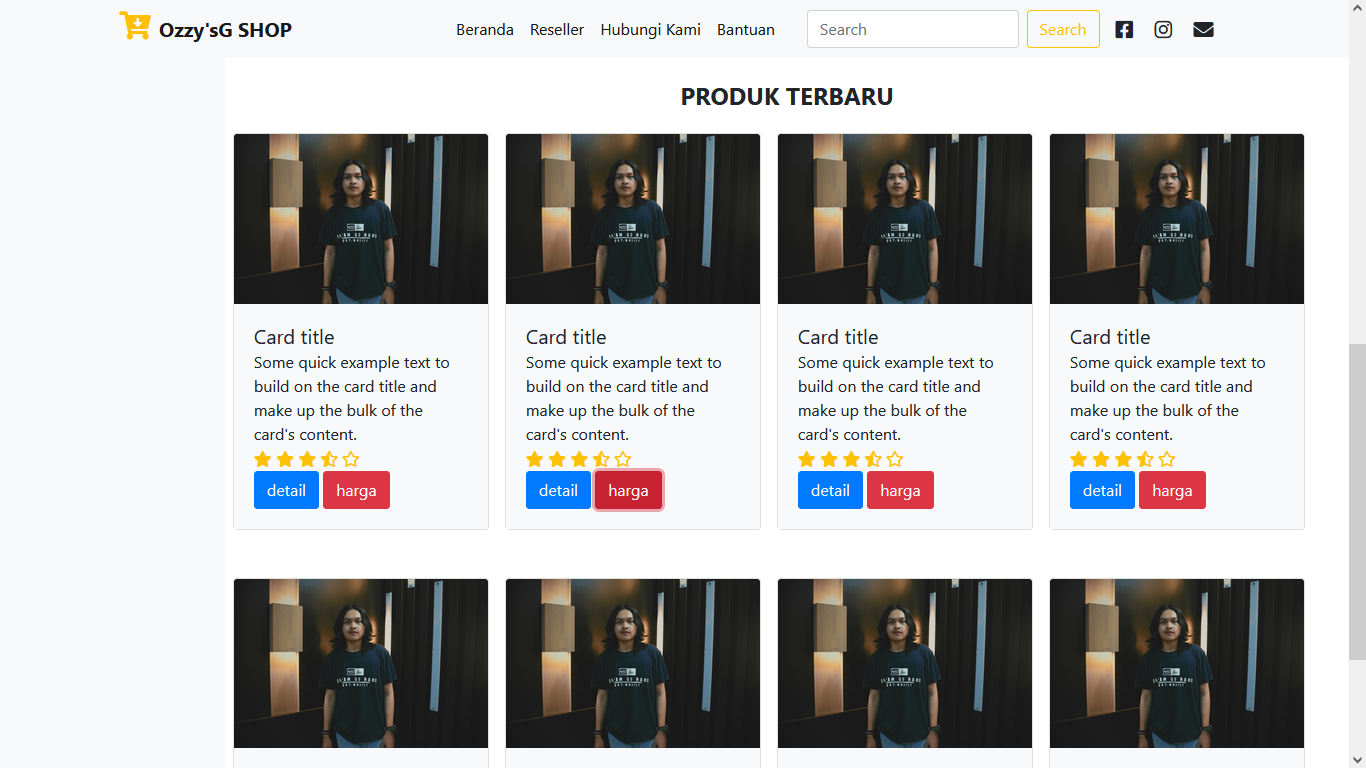 Ozzy'sG SHOP Beranda Reseller Hubungi Kami Bantuan Search Search
PRODUK TERBARU
Card title
Some quick example text to
build on the card title and
make up the bulk of the
card's content.
detail harga
Card title
Some quick example text to
build on the card title and
make up the bulk of the
card's content.
detail harga
Card title
Some quick example text to
build on the card title and
make up the bulk of the
card's content.
detail harga
Card title
Some quick example text to
build on the card title and
make up the bulk of the
card's content.
detail harga